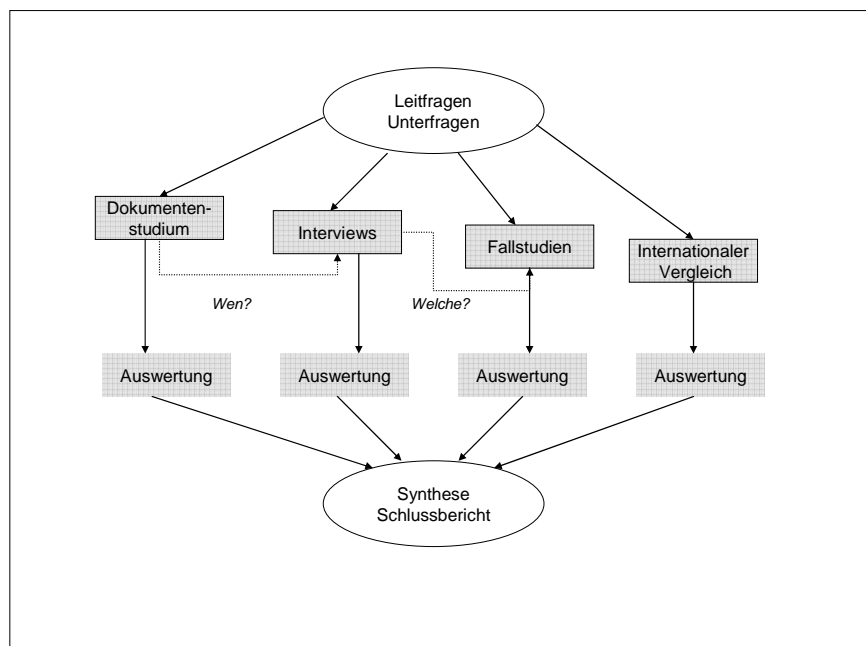 Leitfragen
Unterfragen
Dokumenten-
studium
Interviews
Fallstudien
Internationaler
Vergleich
Wen?
Welche?
Auswertung
Auswertung
Auswertung
Auswertung
Synthese
Schlussbericht